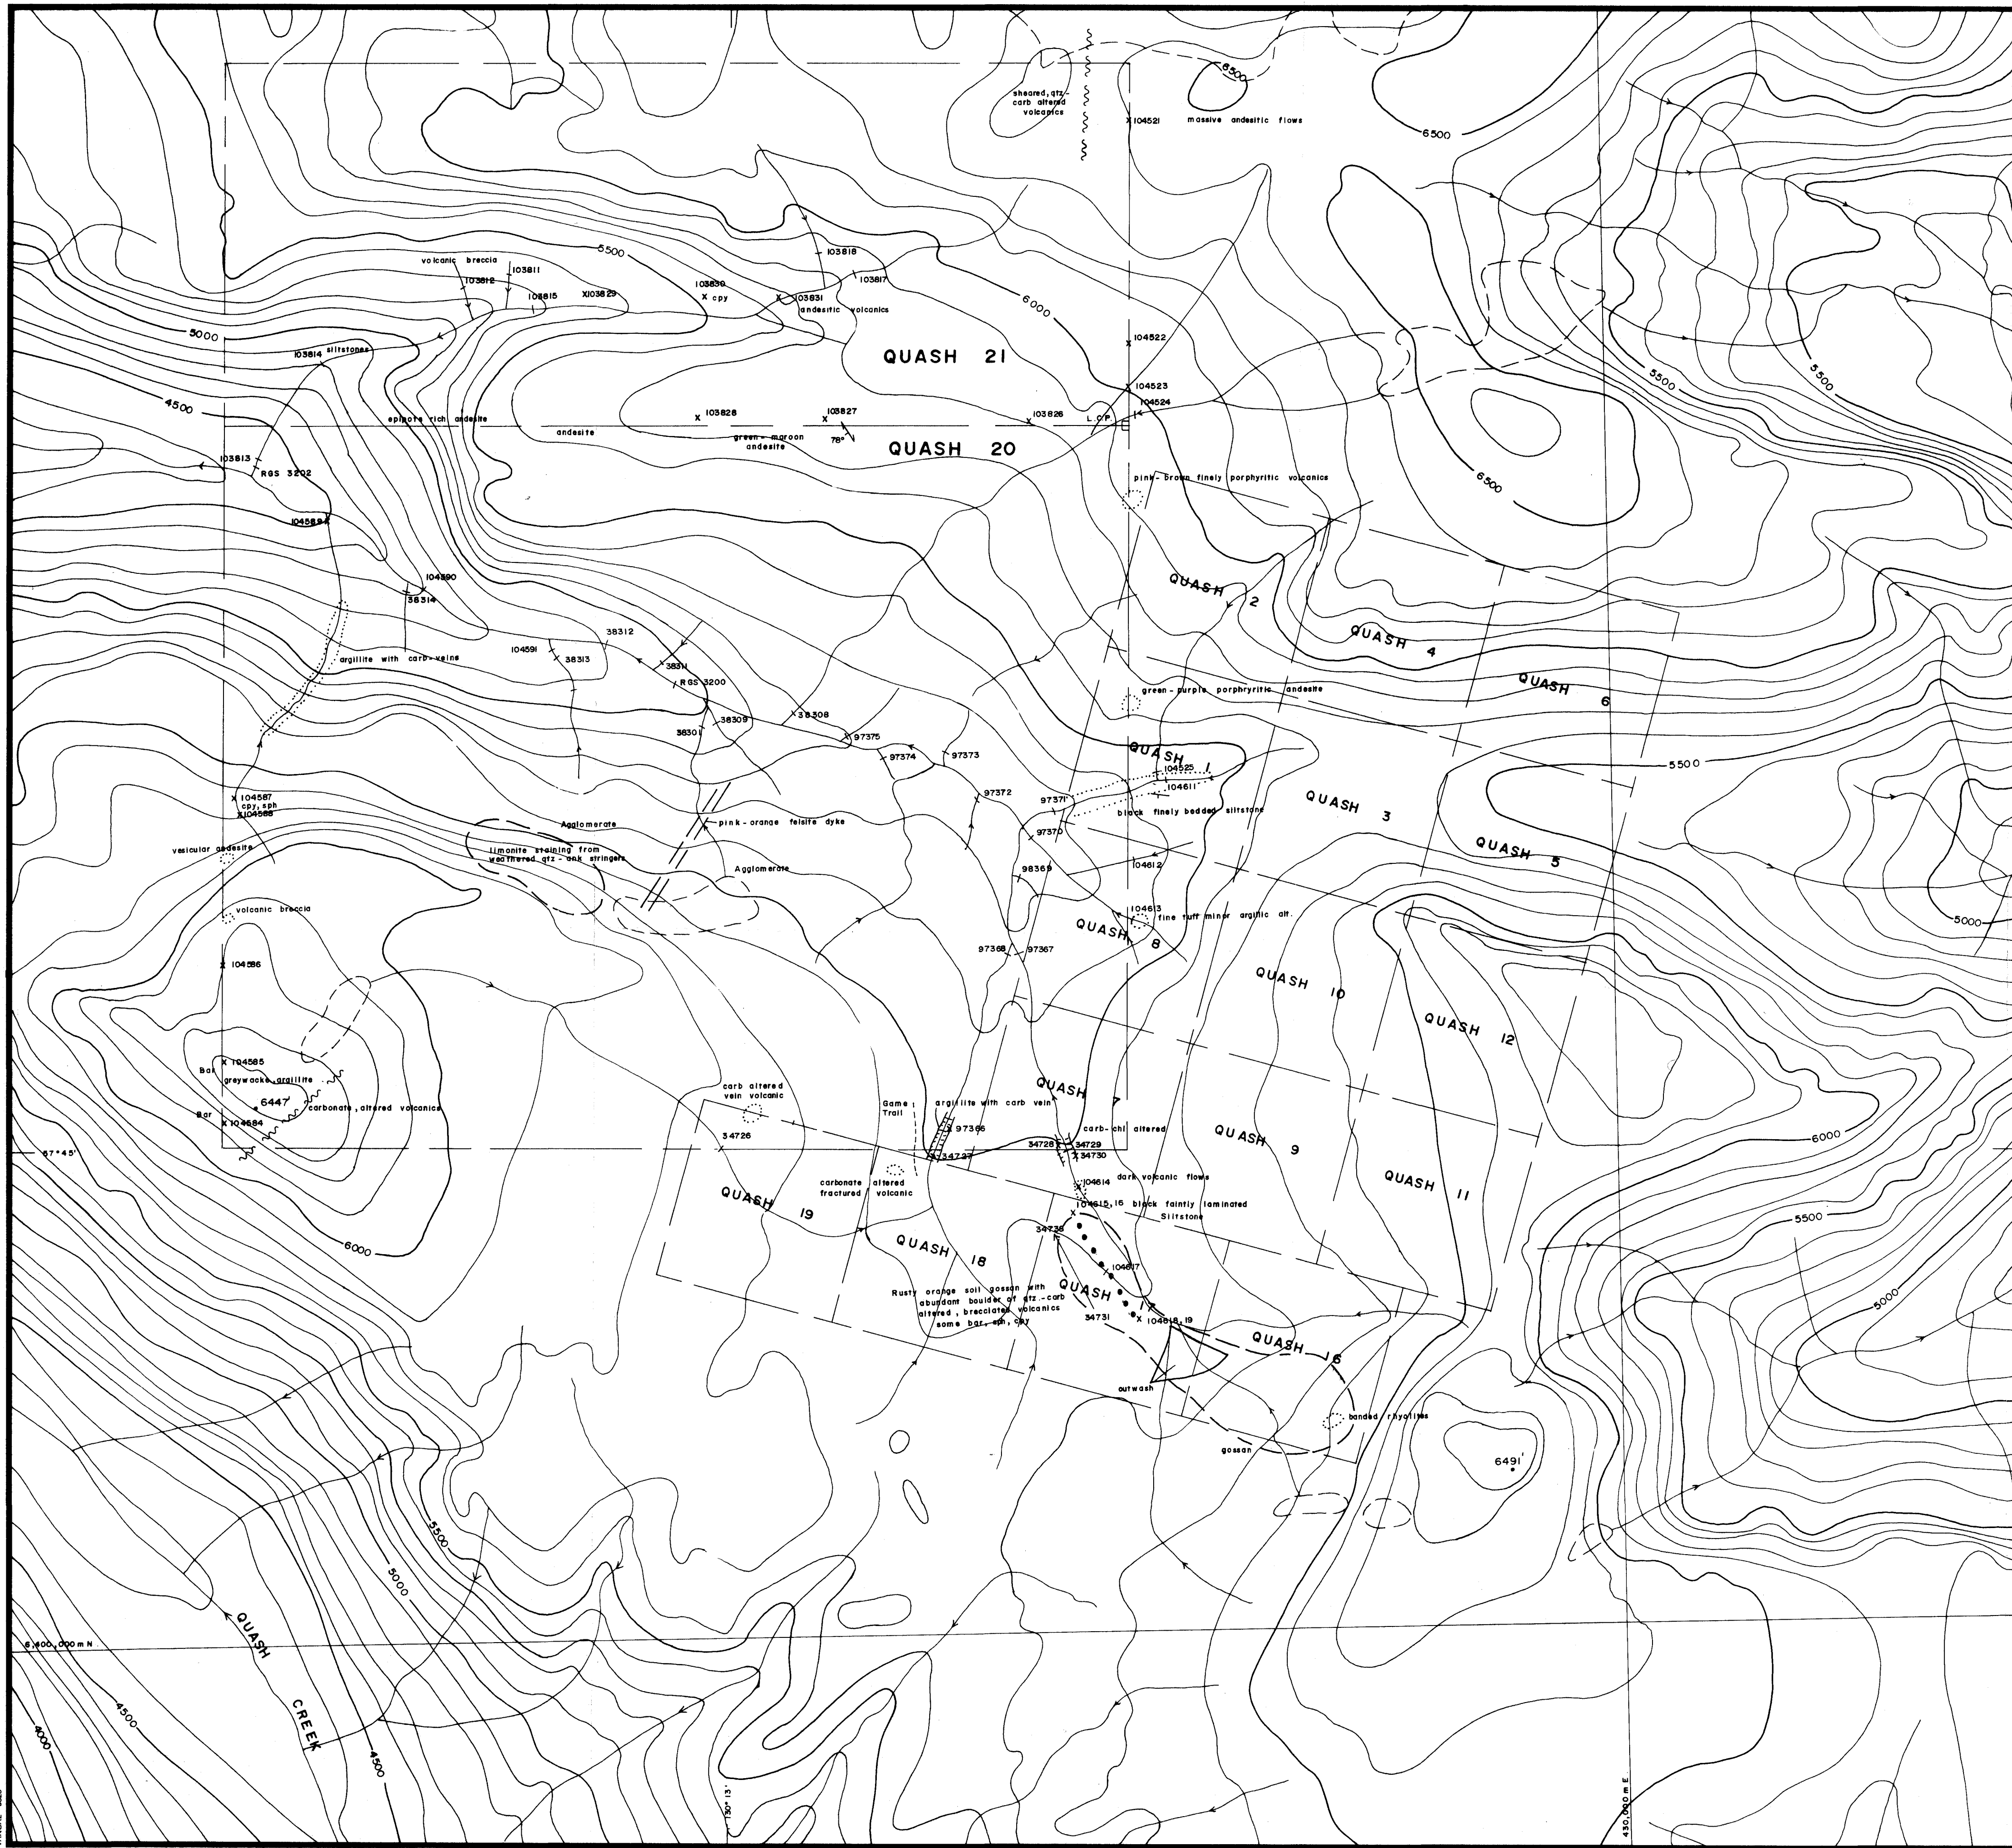 6500
sheared, qtz-
carb altered
volcanics
104521
massive andesitic flows
6500
5500
volcanic breccia
103811
103812
103815
X103829
103830
x cpy
103818
103817
103831
andesitic volcanics
6000
5000
103814 siltstones
QUASH 21
104522
5500
5500
4500
104523
104524
L.C.P.
epipote rich andesite
andesite
103828
103827
78°
103826
green-maroon
andesite
QUASH 20
103813
RGS 3202
6500
pink-brown finely porphyritic volcanics
104589
104590
38314
QUASH 2
QUASH 4
QUASH 6
38312
104591
38313
argillite with carb-veins
38311
RGS 3200
green-purple porphryritic andesite
38309
38301
38308
97375
97374
97373
QUASH 1
104525
104611
5500
104587
cpy, sph
104588
97372
97371
black finely bedded siltstone
QUASH 3
Agglomerate
pink-orange felsite dyke
97370
vesicular andesite
limonite staining from
weathered qtz-ank stringers
Agglomerate
98369
104612
QUASH 5
volcanic breccia
104613
fine tuff minor argillic alt.
QUASH 8
5000
97368
97367
104586
QUASH 10
QUASH 12
104585
Bar
greywacke, argillite
6447'
carbonate, altered volcanics
Bar
104584
carb altered
vein volcanic
QUASH 7
Game
Trail
argillite with carb vein
97366
34726
34727
carb-chl altered
34728
34729
34730
QUASH 9
6000
57°45'
104614 dark volcanic flows
carbonate altered
fractured volcanic
QUASH 11
QUASH 19
104615,16 black faintly laminated
Siltstone
34735
5500
6000
QUASH 18
104617
Rusty orange soil gossan with
abundant boulder of qtz.-carb
altered, brecciated volcanics
some bar, sph, cpy
QUASH 17
34731
104618,19
5000
QUASH 16
outwash
banded rhyolites
gossan
6491'
5500
5000
QUASH CREEK
6,400,000 m N
4500
4000
4500
130° 13'
430,000 m E